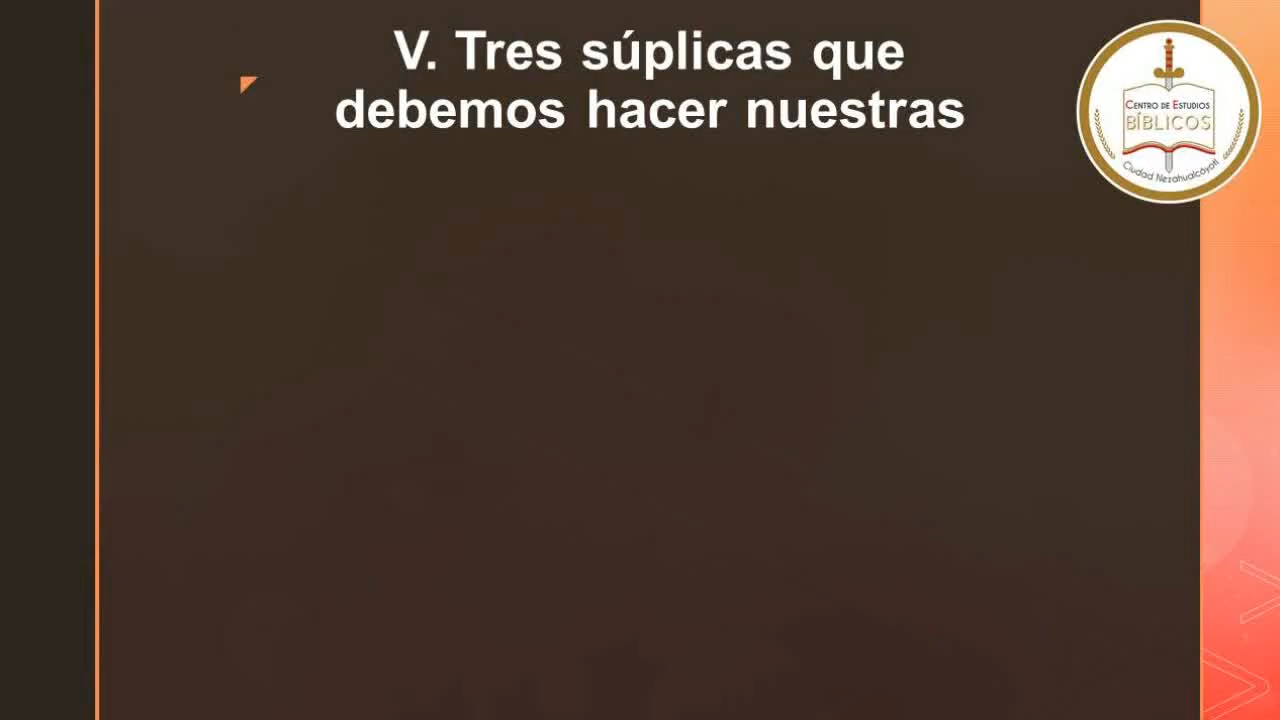 V. Tres súplicas que
debemos hacer nuestras
CENTRO DE ESTUDIOS
BÍBLICOS
Ciudad Nezahualcóyotl